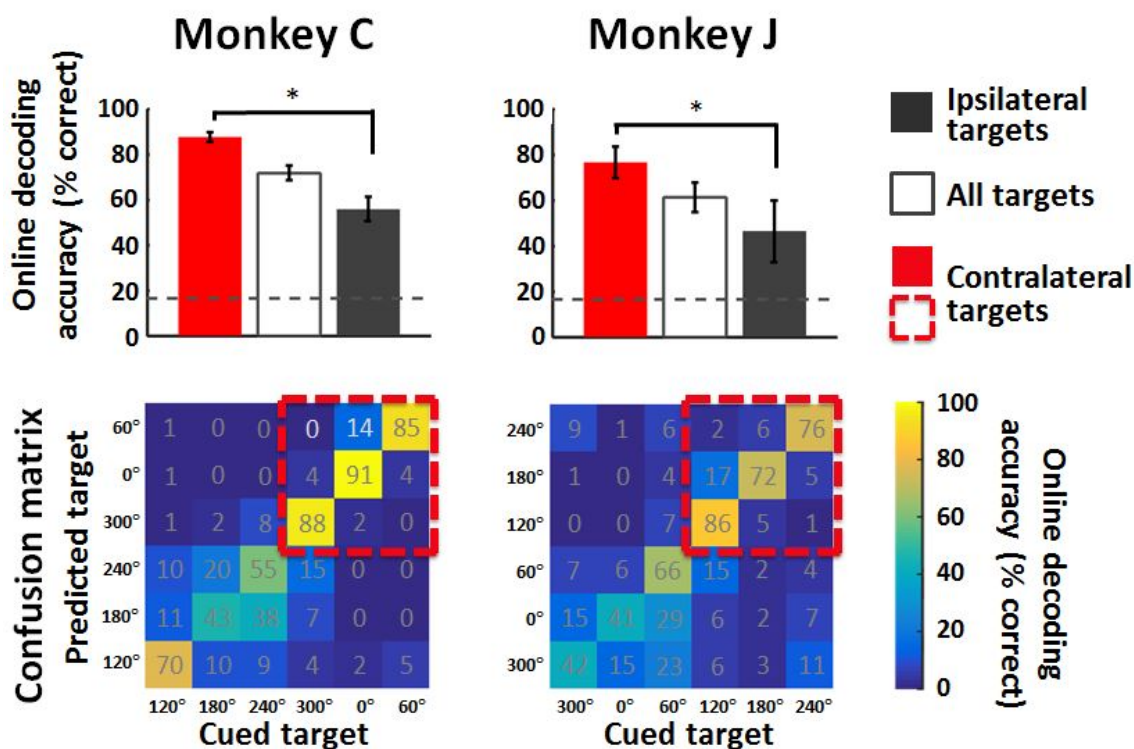 Monkey C
Monkey J
Online decoding
accuracy (% correct)
100
80
60
40
20
0
*
100
80
60
40
20
0
*
Ipsilateral
targets
All targets
Contralateral
targets
Confusion matrix
Predicted target
60° 1 0 0 0 14 85
0° 1 0 0 4 91 4
300° 1 2 8 88 2 0
240° 10 20 55 15 0 0
180° 11 43 38 7 0 0
120° 70 10 9 4 2 5
120° 180° 240° 300° 0° 60°
Cued target
240° 9 1 6 2 6 76
180° 1 0 4 17 72 5
120° 0 0 7 86 5 1
60° 7 6 66 15 2 4
0° 15 41 29 6 2 7
300° 42 15 23 6 3 11
300° 0° 60° 120° 180° 240°
Cued target
100
80
60
40
20
0
Online decoding
accuracy (% correct)